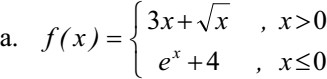 a. f(x) = { 3x+√x , x>0
e^x+4 , x≤0